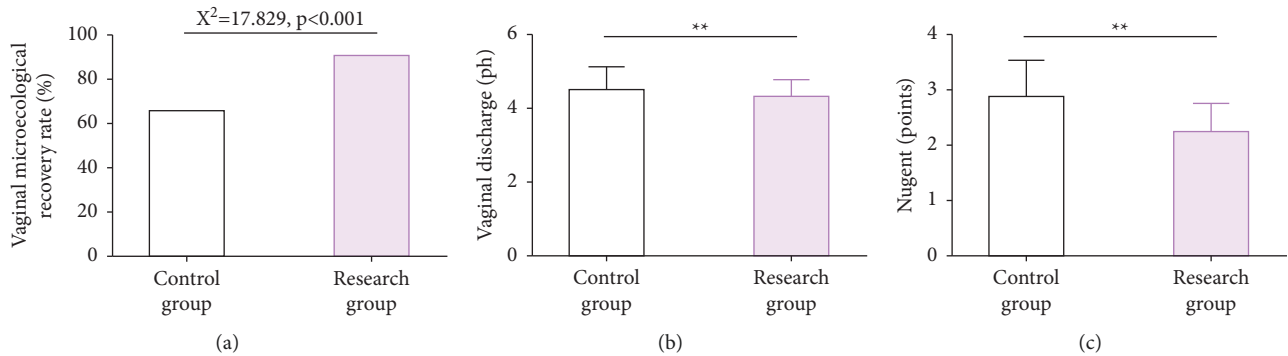 X²=17.829, p<0.001
100
80
60
40
20
0
Vaginal microecological
recovery rate (%)
Control
group
Research
group
(a)
**
6
4
2
0
Vaginal discharge (ph)
Control
group
Research
group
(b)
**
4
3
2
1
0
Nugent (points)
Control
group
Research
group
(c)